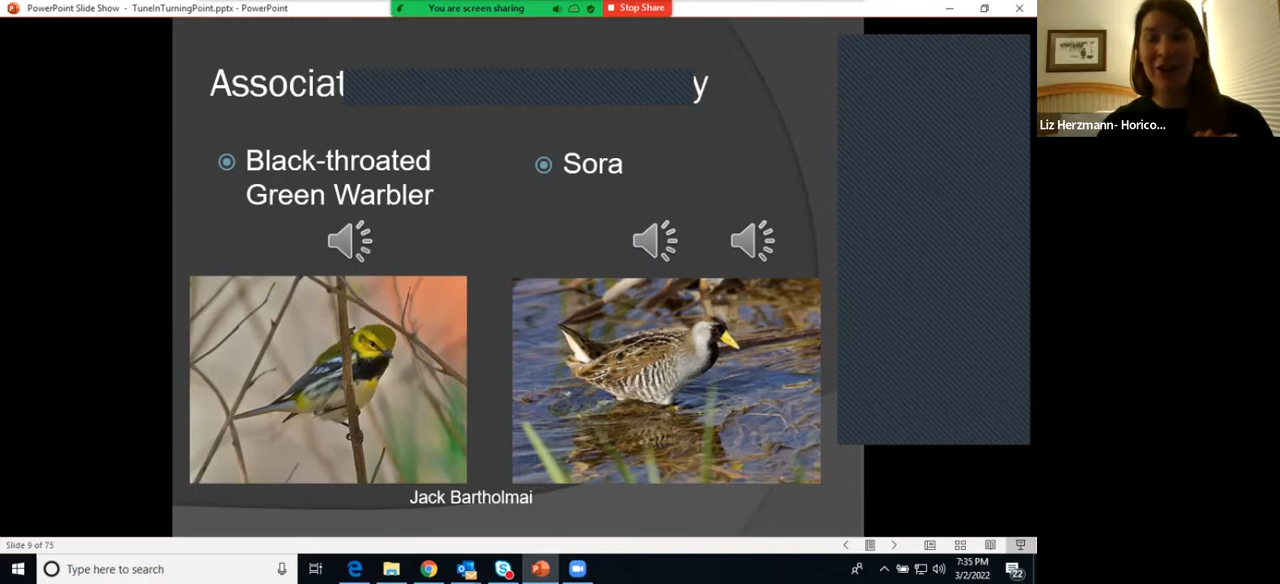 PowerPoint Slide Show - TuneInTurningPoint.pptx - PowerPoint
You are screen sharing
Stop Share
Liz Herzmann- Horico...
Black-throated
Green Warbler
Sora
Jack Bartholmai
Slide 9 of 75
Type here to search
7:35 PM
3/2/2022
22